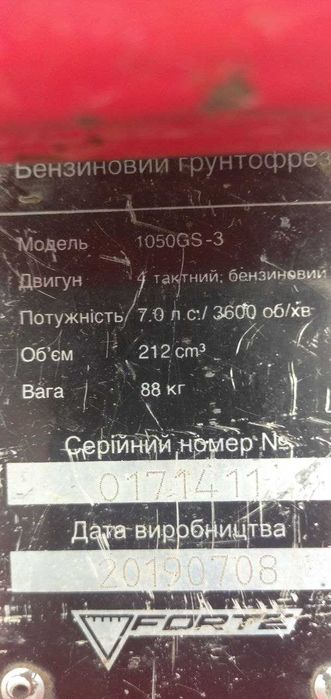 Бензиновий грунтофрез
Модель 1050GS-3
Двигун 4 тактний, бензиновий
Потужність 7.0 л.с./ 3600 об/хв
Об'єм 212 cm³
Вага 88 кг
Серійний номер №
0171411
Дата виробництва
20190708
FORTE